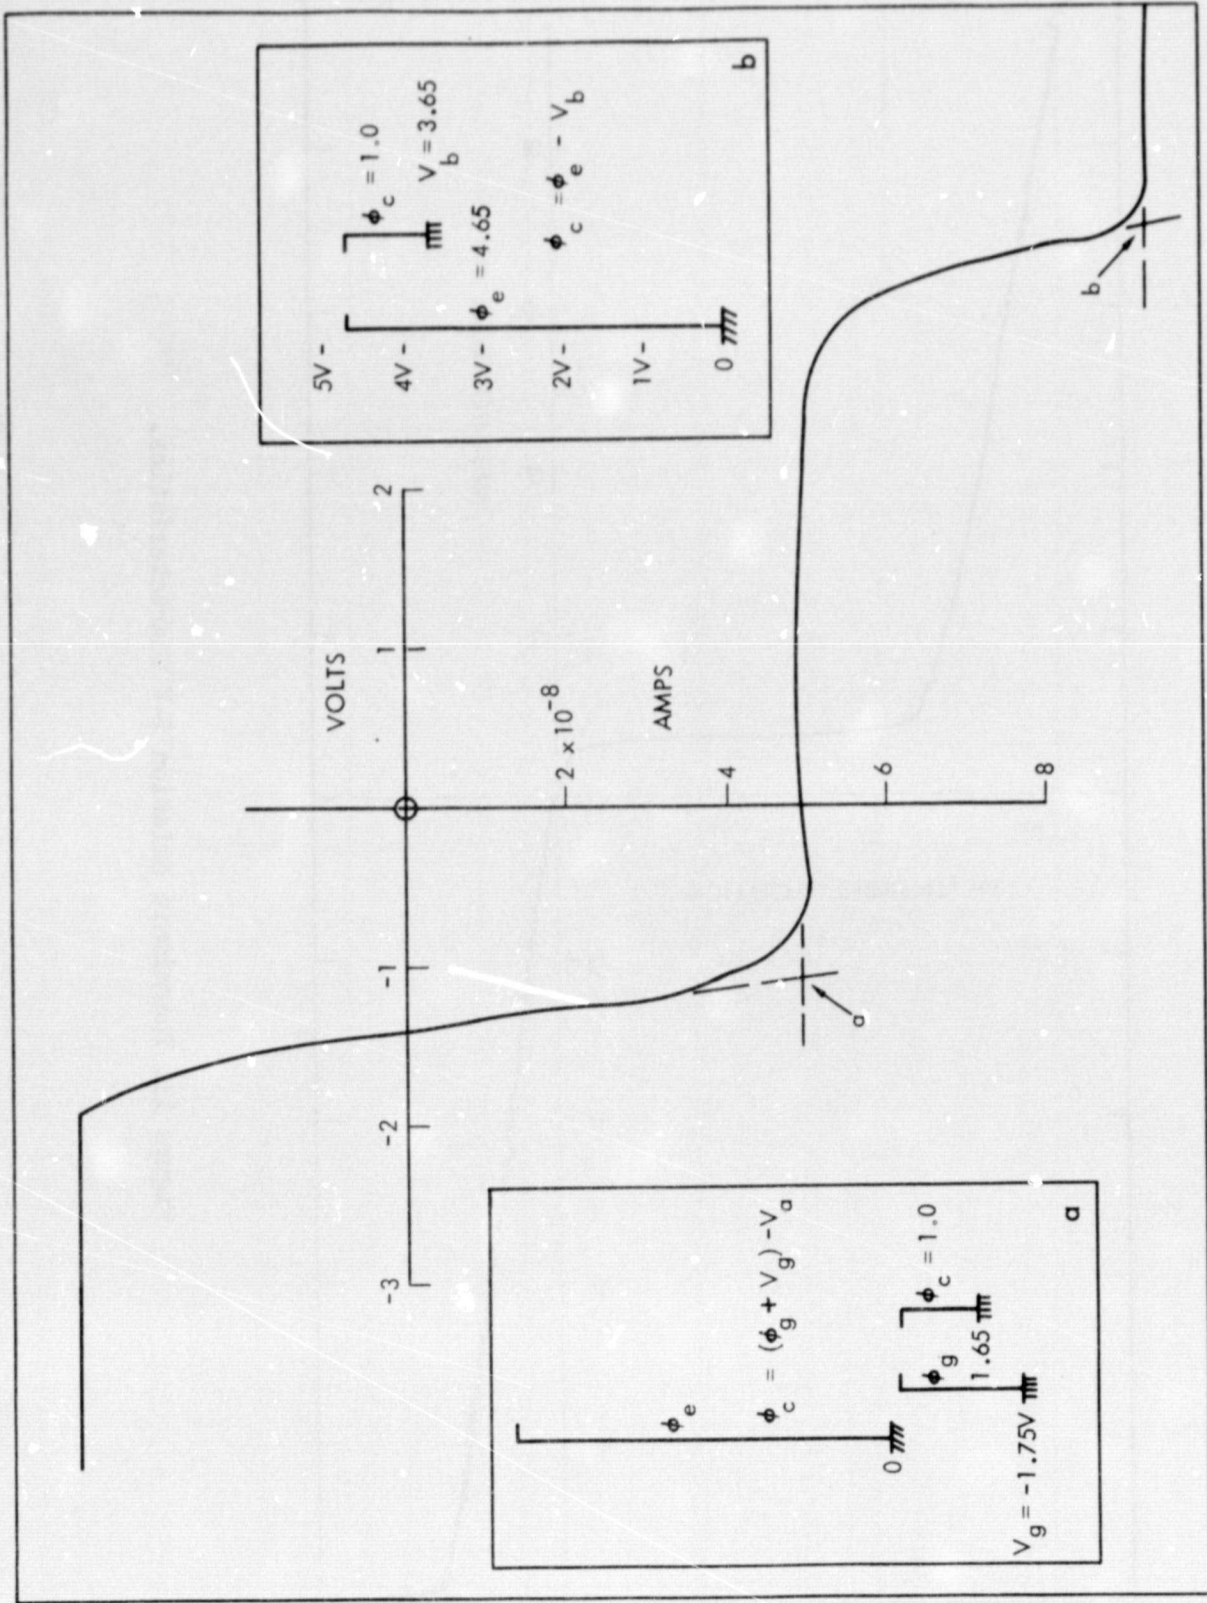 5V -
4V -
3V -
2V -
1V -
0
ϕe = 4.65
ϕc = 1.0
Vb = 3.65
ϕc = ϕe - Vb
b
VOLTS
-3
-2
-1
1
2
2 x 10^-8
4
6
8
AMPS
a
b
ϕe
0
ϕc = (ϕg + Vg) -Va
Vg = -1.75V
ϕg
1.65
ϕc = 1.0
a